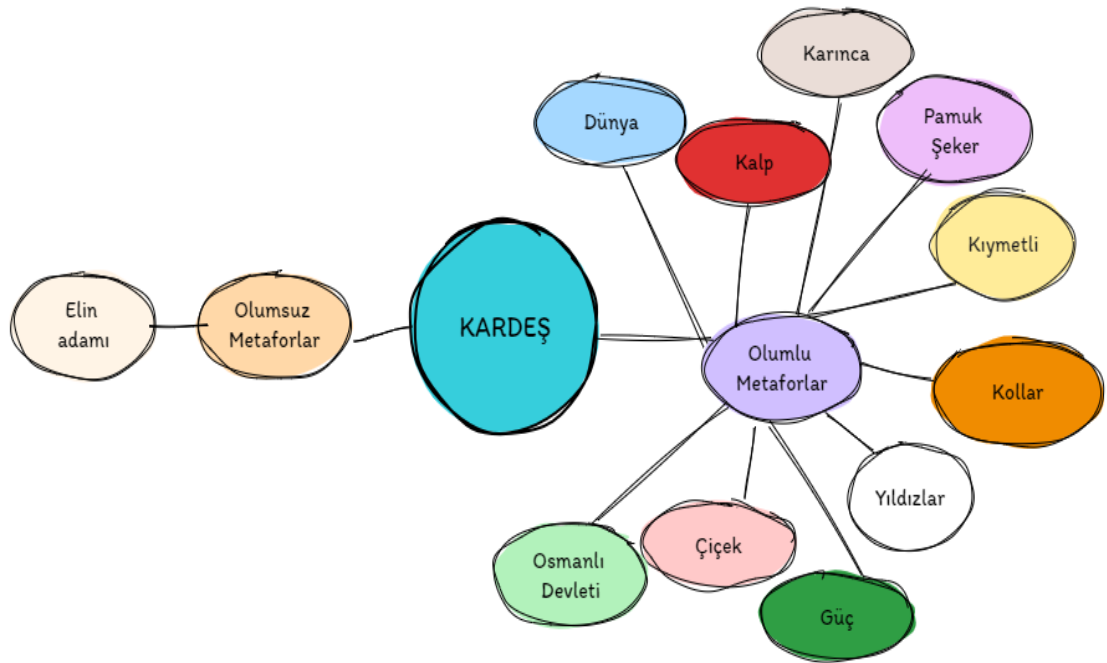 Karınca
Dünya
Pamuk
Şeker
Kalp
Kıymetli
Elin
adamı
Olumsuz
Metaforlar
KARDEŞ
Olumlu
Metaforlar
Kollar
Yıldızlar
Osmanlı
Devleti
Çiçek
Güç